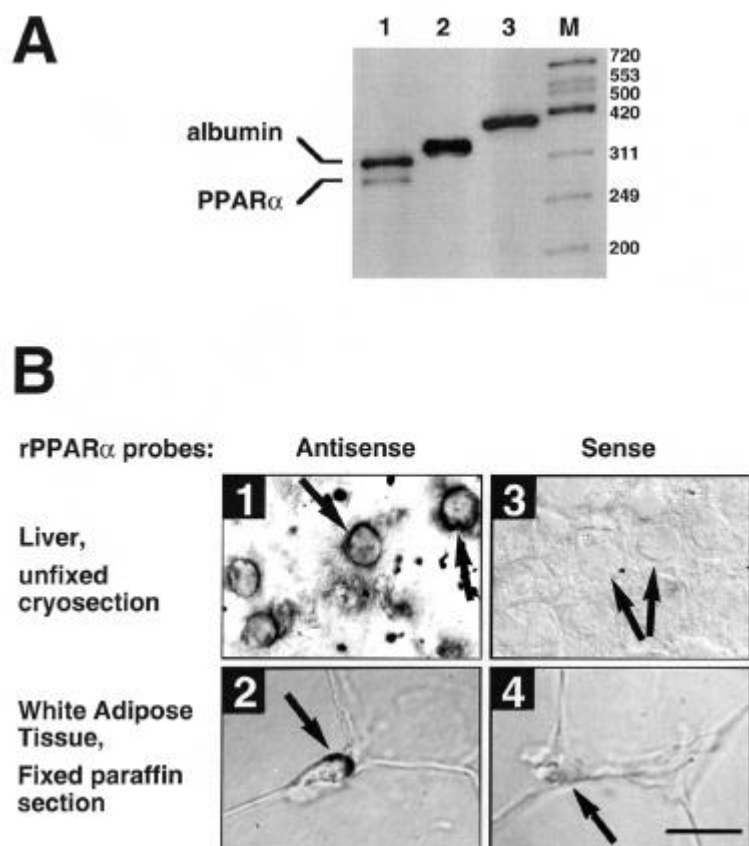 A
1 2 3 M
720
553
500
420
albumin
311
PPARα
249
200
B
rPPARα probes: Antisense Sense
1 3
Liver,
unfixed
cryosection
2 4
White Adipose
Tissue,
Fixed paraffin
section